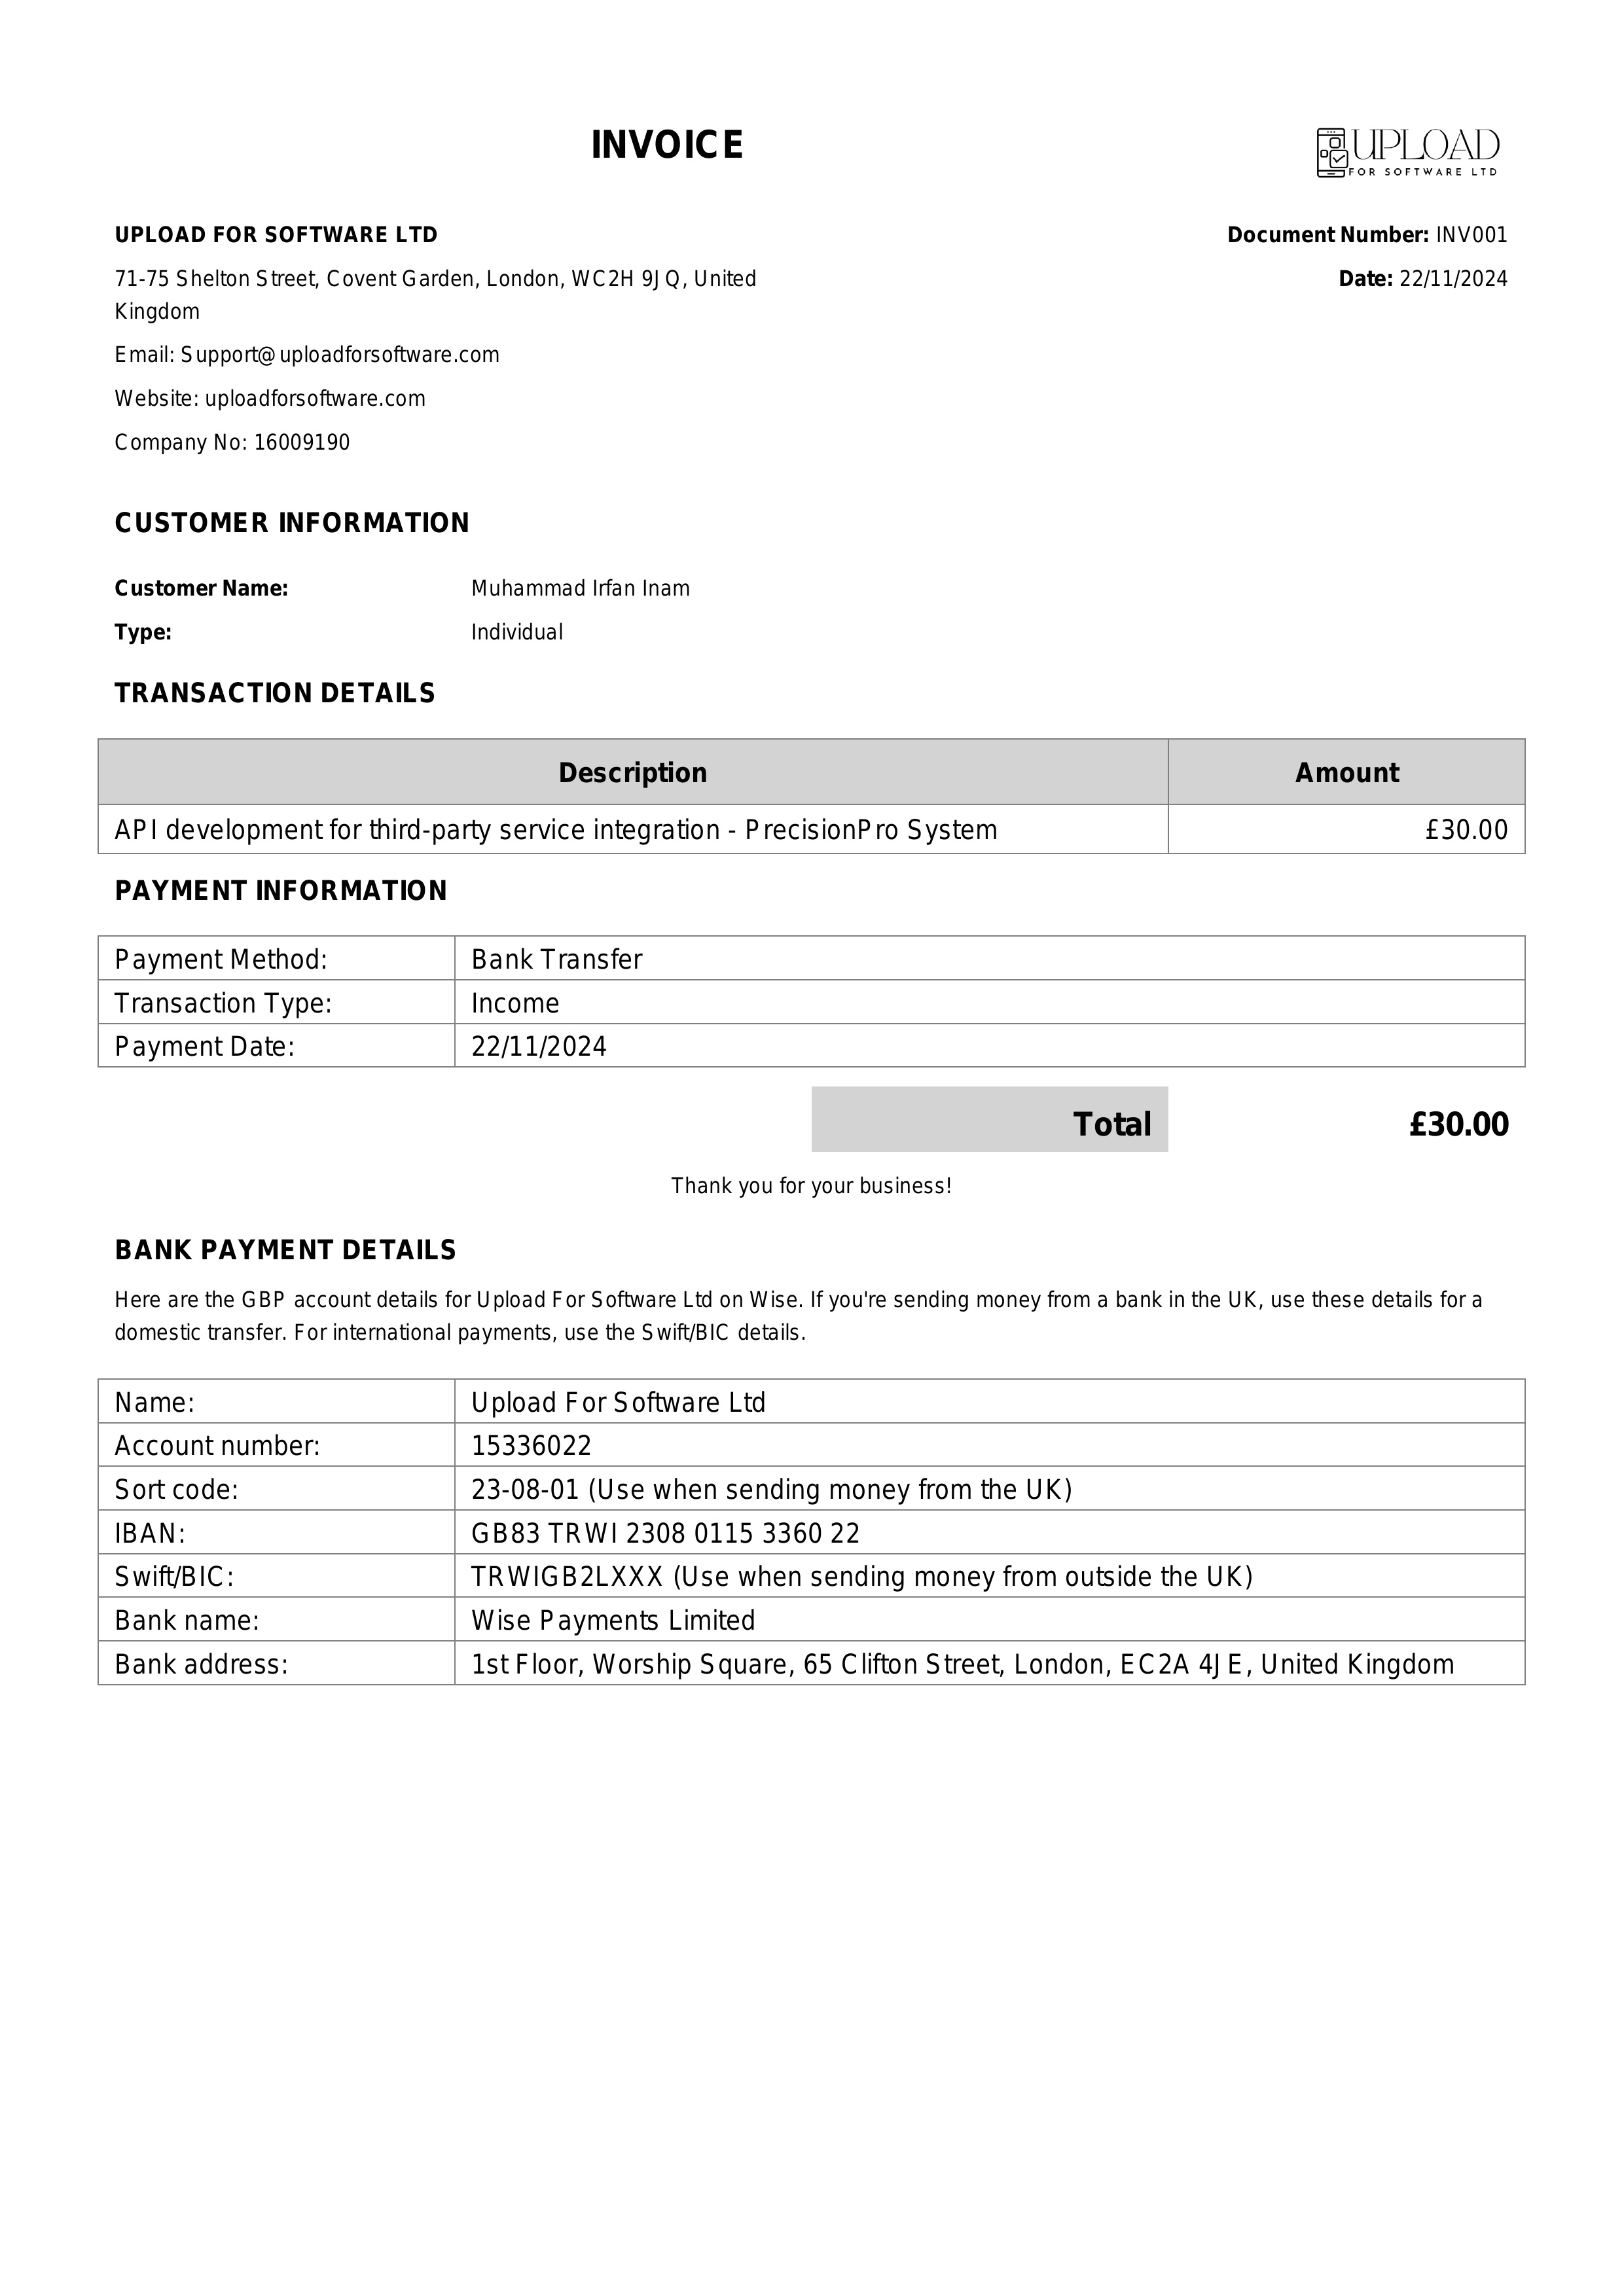 INVOICE
UPLOAD
FOR SOFTWARE LTD
UPLOAD FOR SOFTWARE LTD
71-75 Shelton Street, Covent Garden, London, WC2H 9JQ, United
Kingdom
Email: Support@uploadforsoftware.com
Website: uploadforsoftware.com
Company No: 16009190
Document Number: INV001
Date: 22/11/2024
CUSTOMER INFORMATION
Customer Name: Muhammad Irfan Inam
Type: Individual
TRANSACTION DETAILS
Description Amount
API development for third-party service integration - PrecisionPro System £30.00
PAYMENT INFORMATION
Payment Method: Bank Transfer
Transaction Type: Income
Payment Date: 22/11/2024
Total £30.00
Thank you for your business!
BANK PAYMENT DETAILS
Here are the GBP account details for Upload For Software Ltd on Wise. If you're sending money from a bank in the UK, use these details for a
domestic transfer. For international payments, use the Swift/BIC details.
Name: Upload For Software Ltd
Account number: 15336022
Sort code: 23-08-01 (Use when sending money from the UK)
IBAN: GB83 TRWI 2308 0115 3360 22
Swift/BIC: TRWIGB2LXXX (Use when sending money from outside the UK)
Bank name: Wise Payments Limited
Bank address: 1st Floor, Worship Square, 65 Clifton Street, London, EC2A 4JE, United Kingdom